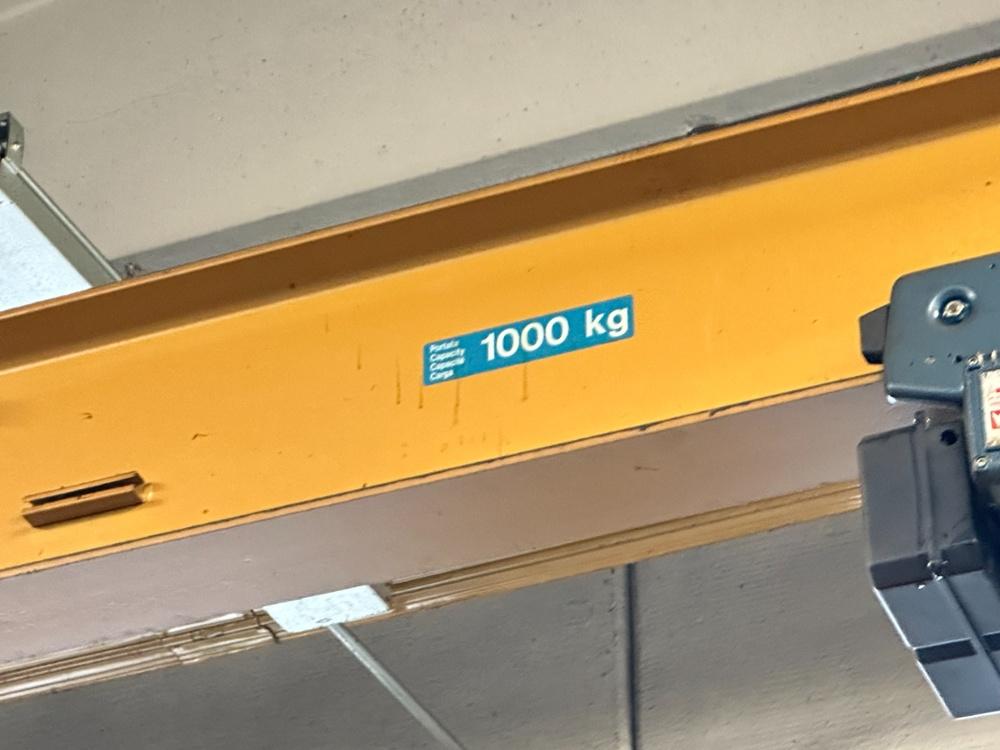 Portata
Capacity
Capacité
Carga
1000 kg